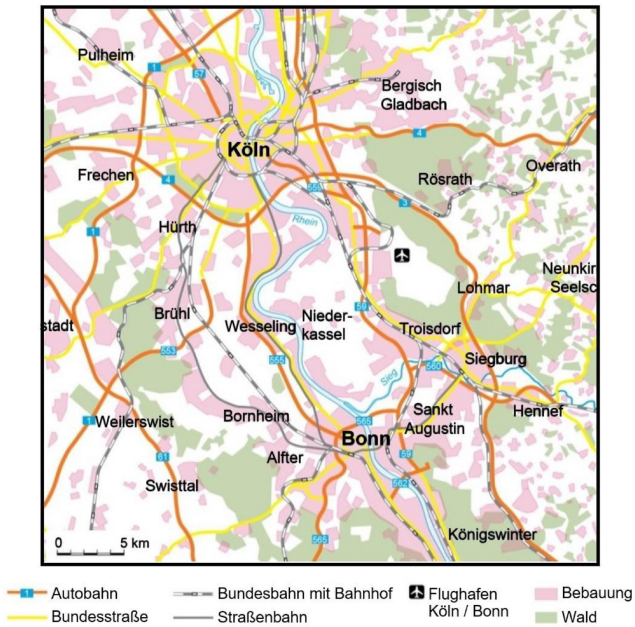 Pulheim
1
57
Bergisch
Gladbach
4
Köln
Overath
Frechen
4
559
Rösrath
3
Hürth
Rhein
1
Neunkir
Seelsc
Lohmar
Brühl
Nieder-
kassel
59
stadt
Wesseling
Troisdorf
553
555
560
Siegburg
Sieg
1
Weilerswist
Bornheim
565
Sankt
Augustin
Hennef
Bonn
Alfter
59
61
Swisttal
562
565
Königswinter
0 5 km
1 Autobahn
Bundesbahn mit Bahnhof
Flughafen
Köln / Bonn
Bebauung
Bundesstraße
Straßenbahn
Wald